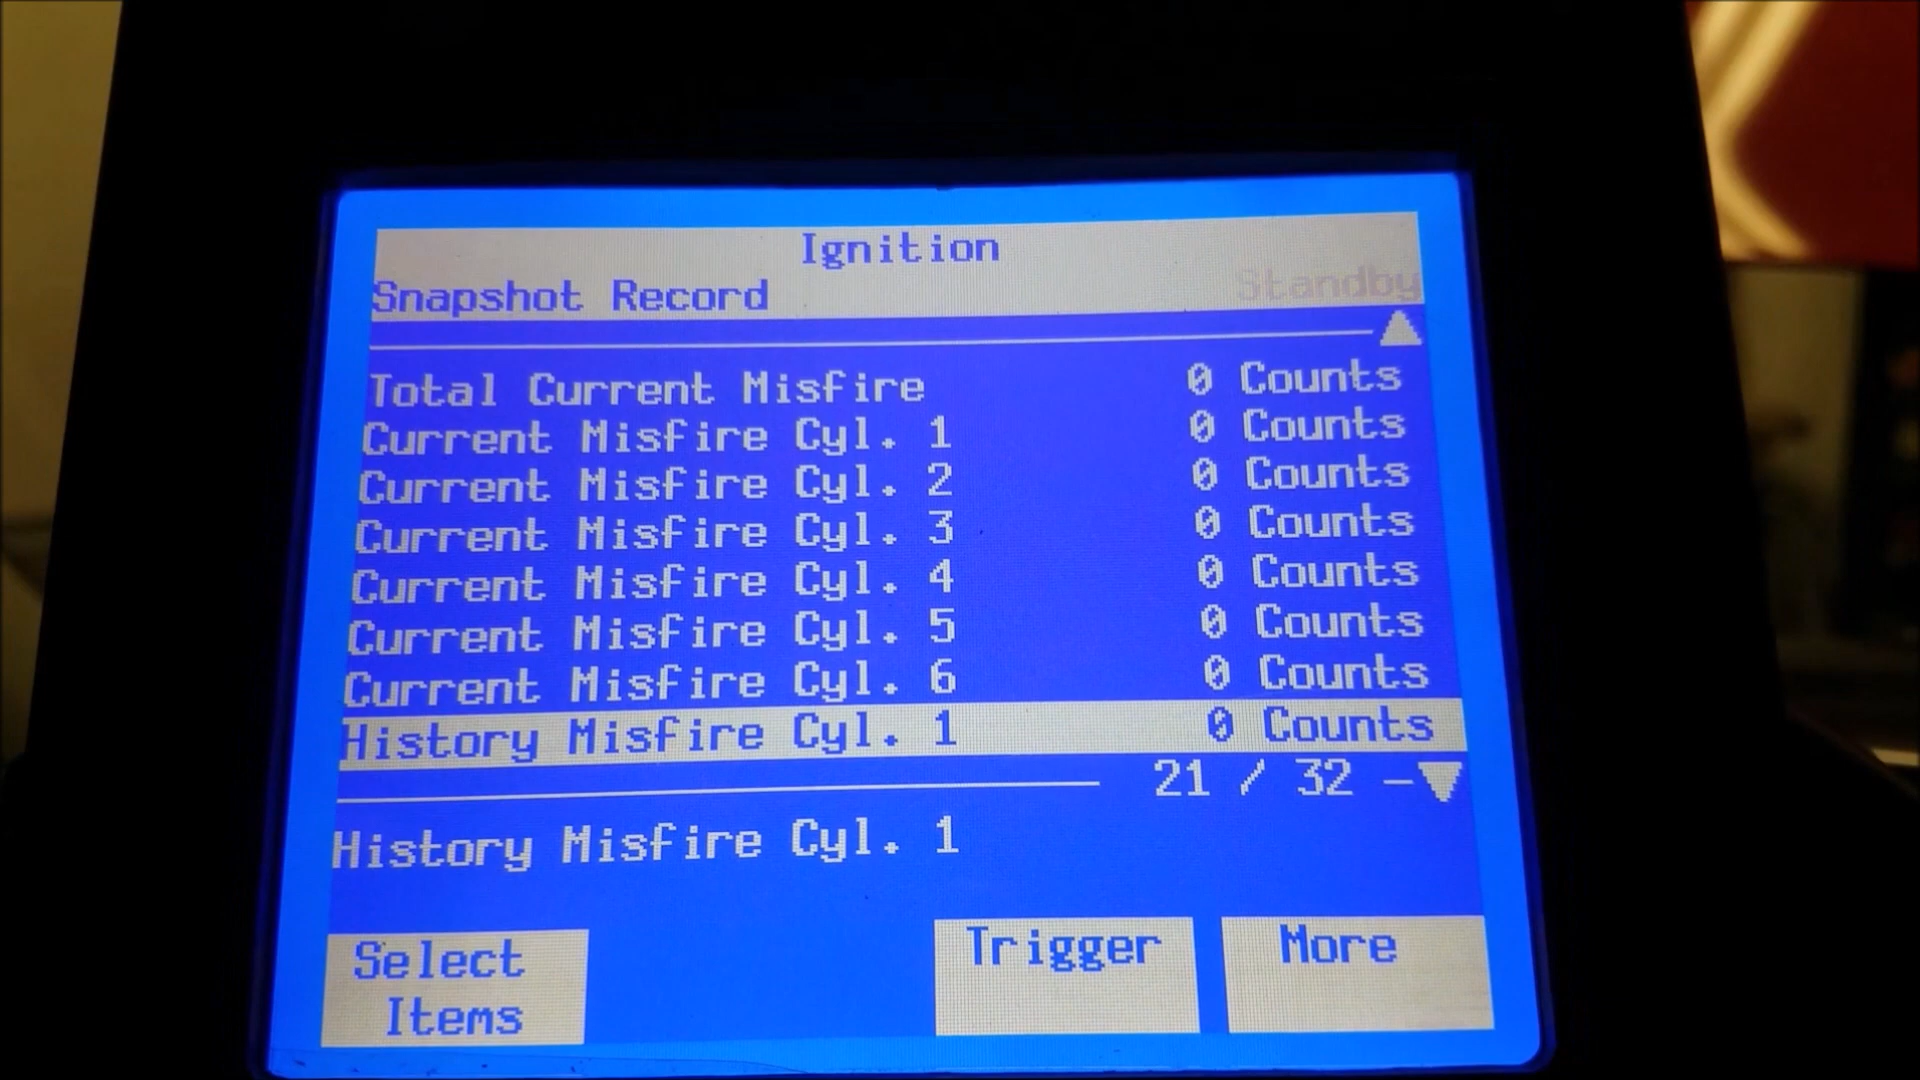 Ignition
Snapshot Record Standby
Total Current Misfire 0 Counts
Current Misfire Cyl. 1 0 Counts
Current Misfire Cyl. 2 0 Counts
Current Misfire Cyl. 3 0 Counts
Current Misfire Cyl. 4 0 Counts
Current Misfire Cyl. 5 0 Counts
Current Misfire Cyl. 6 0 Counts
History Misfire Cyl. 1 0 Counts
21 / 32 -
History Misfire Cyl. 1
Select Items
Trigger
More